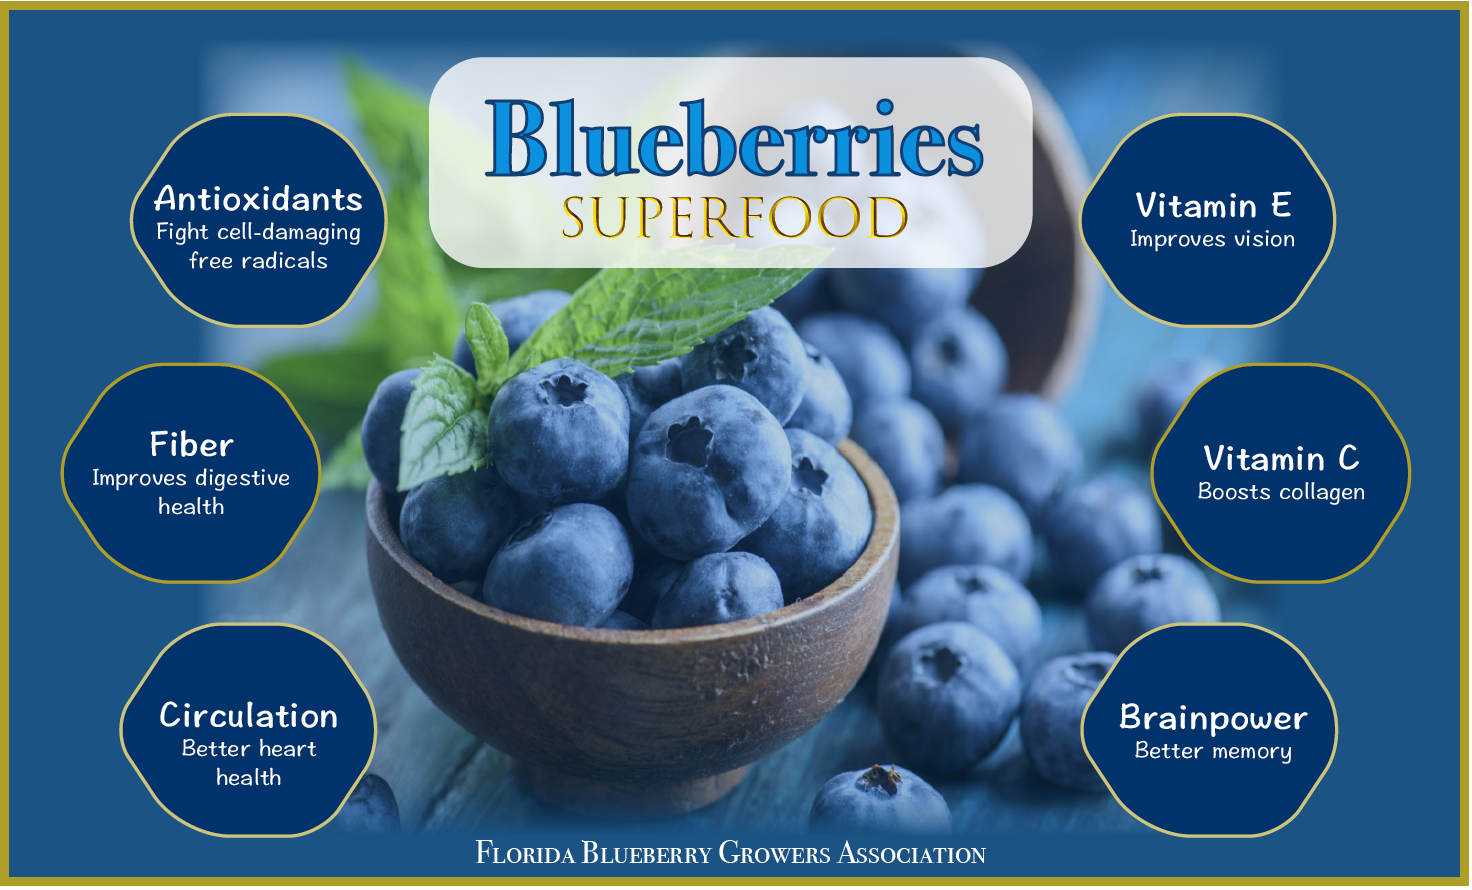 Blueberries
SUPERFOOD
Antioxidants
Fight cell-damaging
free radicals
Fiber
Improves digestive
health
Circulation
Better heart
health
Vitamin E
Improves vision
Vitamin C
Boosts collagen
Brainpower
Better memory
Florida Blueberry Growers Association